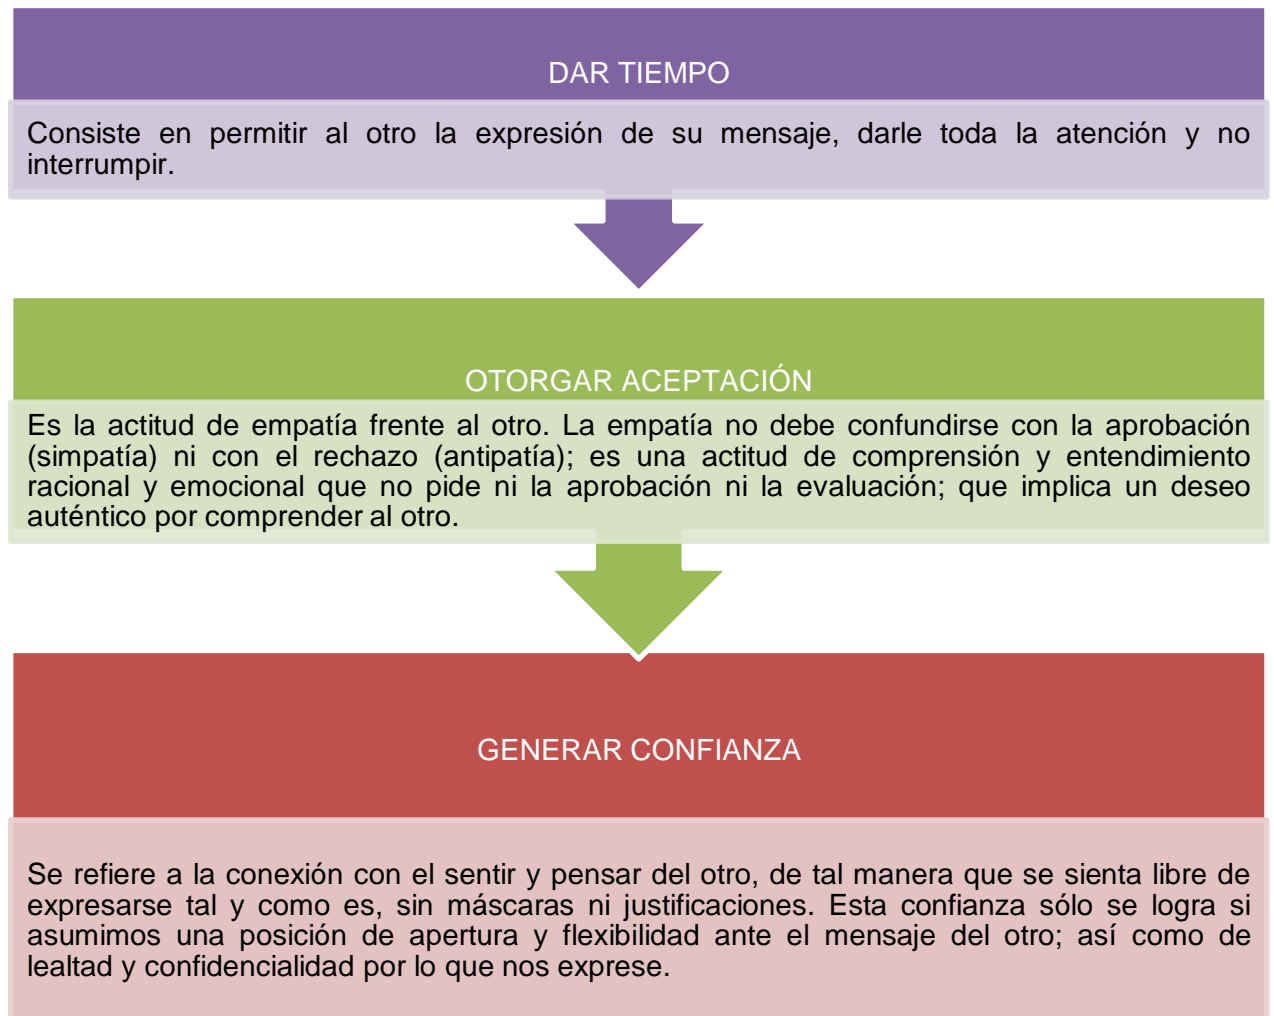 DAR TIEMPO
Consiste en permitir al otro la expresión de su mensaje, darle toda la atención y no
interrumpir.
OTORGAR ACEPTACIÓN
Es la actitud de empatía frente al otro. La empatía no debe confundirse con la aprobación
(simpatía) ni con el rechazo (antipatía); es una actitud de comprensión y entendimiento
racional y emocional que no pide ni la aprobación ni la evaluación; que implica un deseo
auténtico por comprender al otro.
GENERAR CONFIANZA
Se refiere a la conexión con el sentir y pensar del otro, de tal manera que se sienta libre de
expresarse tal y como es, sin máscaras ni justificaciones. Esta confianza sólo se logra si
asumimos una posición de apertura y flexibilidad ante el mensaje del otro; así como de
lealtad y confidencialidad por lo que nos exprese.